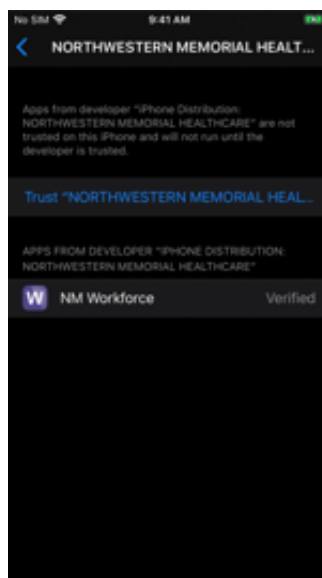 No SIM 9:41 AM
NORTHWESTERN MEMORIAL HEALT...
Apps from developer "iPhone Distribution:
NORTHWESTERN MEMORIAL HEALTHCARE" are not
trusted on this iPhone and will not run until the
developer is trusted.
Trust "NORTHWESTERN MEMORIAL HEAL...
APPS FROM DEVELOPER "IPHONE DISTRIBUTION:
NORTHWESTERN MEMORIAL HEALTHCARE"
W NM Workforce Verified